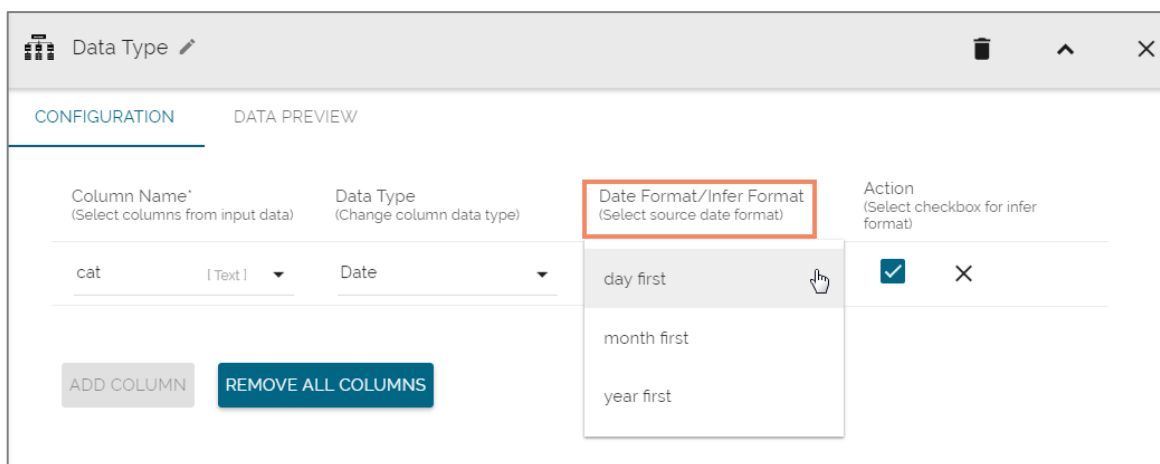 Data Type
CONFIGURATION DATA PREVIEW
Column Name*
(Select columns from input data)
Data Type
(Change column data type)
Date Format/Infer Format
(Select source date format)
Action
(Select checkbox for infer
format)
cat [ Text ] Date
day first
month first
year first
ADD COLUMN REMOVE ALL COLUMNS